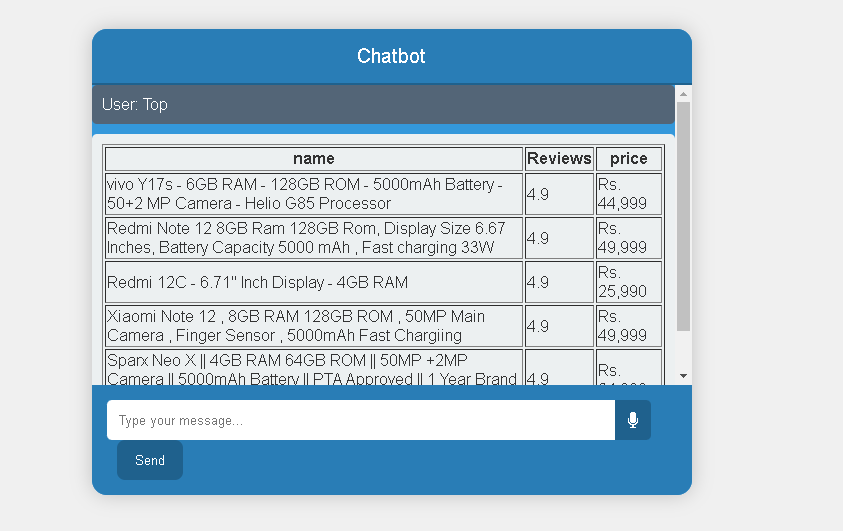 Chatbot
User: Top
name Reviews price
vivo Y17s - 6GB RAM - 128GB ROM - 5000mAh Battery -
50+2 MP Camera - Helio G85 Processor
4.9
Rs.
44,999
Redmi Note 12 8GB Ram 128GB Rom, Display Size 6.67
Inches, Battery Capacity 5000 mAh , Fast charging 33W
4.9
Rs.
49,999
Redmi 12C - 6.71" Inch Display - 4GB RAM
4.9
Rs.
25,990
Xiaomi Note 12 , 8GB RAM 128GB ROM , 50MP Main
Camera , Finger Sensor , 5000mAh Fast Chargiing
4.9
Rs.
49,999
Sparx Neo X || 4GB RAM 64GB ROM || 50MP +2MP
Camera || 5000mAh Battery || PTA Approved || 1 Year Brand
4.9
Rs.
Type your message...
Send